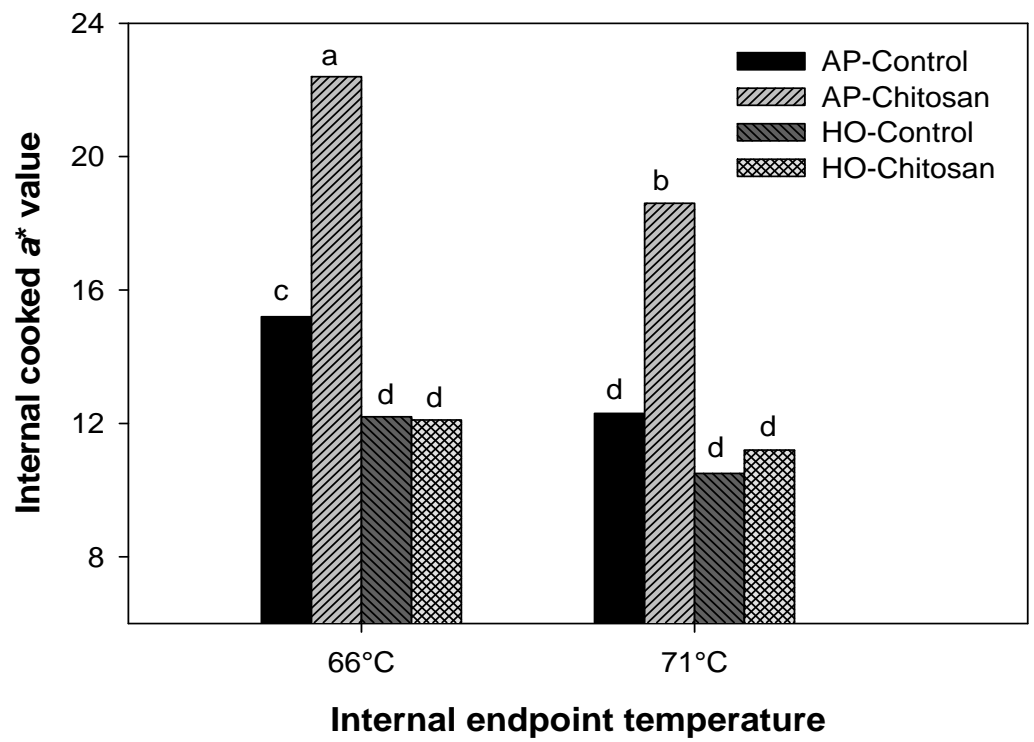 24
20
16
12
8
Internal cooked a* value
a
b
c
d
d
d
d
d
AP-Control
AP-Chitosan
HO-Control
HO-Chitosan
66°C
71°C
Internal endpoint temperature